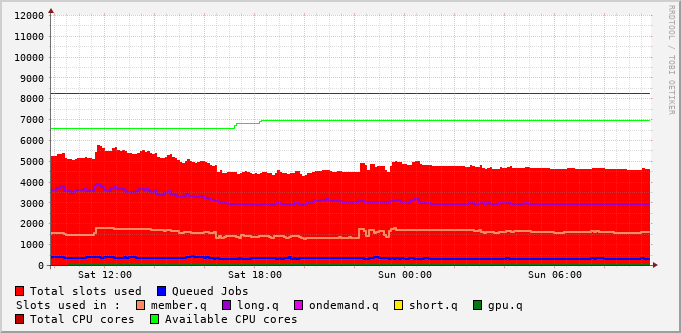 12000
11000
10000
9000
8000
7000
6000
5000
4000
3000
2000
1000
0
Sat 12:00 Sat 18:00 Sun 00:00 Sun 06:00
RRDTOOL / TOBI OETIKER
Total slots used Queued Jobs
Slots used in : member.q long.q ondemand.q short.q gpu.q
Total CPU cores Available CPU cores